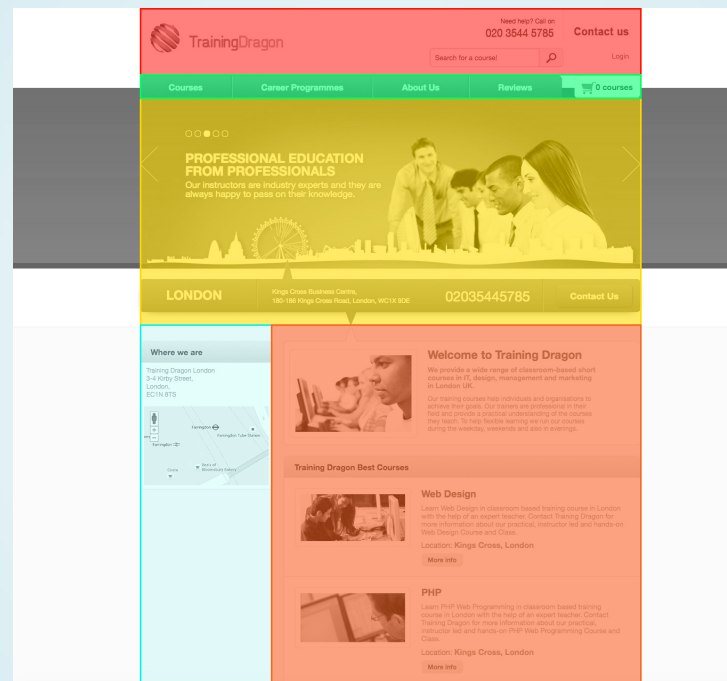 Need help? Call on
020 3544 5785
Contact us
TrainingDragon
Search for a course!
Login
Courses
Career Programmes
About Us
Reviews
0 courses
PROFESSIONAL EDUCATION
FROM PROFESSIONALS
Our instructors are Industry experts and they are
always happy to pass on their knowledge.
LONDON
Kings Cross Business Centre,
180-186 Kings Cross Road, London, WC1X 9DE
02035445785
Contact Us
Where we are
Training Dragon London
3-4 Kirby Street,
London,
EC1N 8TS
Farringdon
Farringdon Tube Station
Farringdon
Welcome to Training Dragon
We provide a wide range of classroom-based short
courses in IT, design, management and marketing
in London UK.
Our training courses help individuals and organisations to
achieve their goals. Our trainers are professional in their
field and provide a practical understanding of the courses
they teach. To help flexible learning we run our courses
during the weekday, weekends and also in evenings.
Training Dragon Best Courses
Web Design
Learn Web Design in classroom based training course in London
with the help of an expert teacher. Contact Training Dragon for
more information about our practical, instructor led and hands-on
Web Design Course and Class.
Location: Kings Cross, London
More info
PHP
Learn PHP Web Programming in classroom based training
course in London with the help of an expert teacher. Contact
Training Dragon for more information about our practical,
instructor led and hands-on PHP Web Programming Course and
Class.
Location: Kings Cross, London
More info